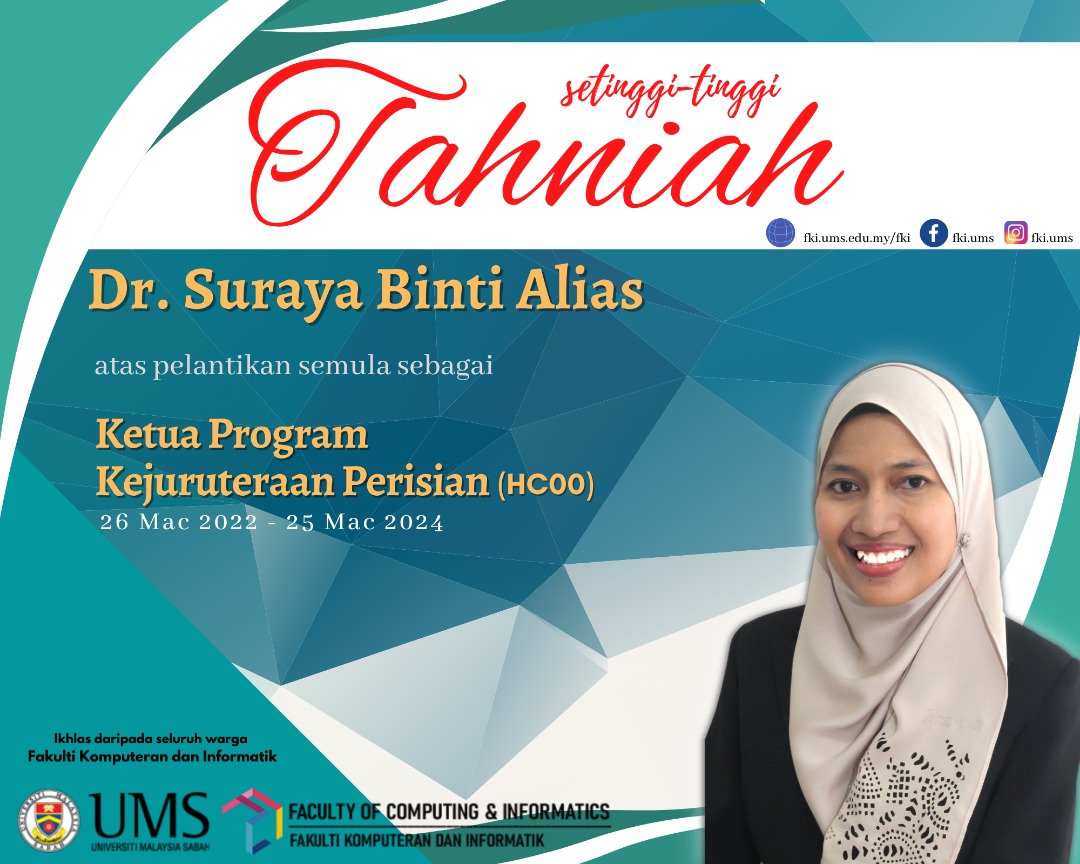 setinggi-tinggi
Tahniah
fki.ums.edu.my/fki fki.ums fki.ums
Dr. Suraya Binti Alias
atas pelantikan semula sebagai
Ketua Program
Kejuruteraan Perisian (HC00)
26 Mac 2022 - 25 Mac 2024
Ikhlas daripada seluruh warga
Fakulti Komputeran dan Informatik
UMS
UNIVERSITI MALAYSIA SABAH
FACULTY OF COMPUTING & INFORMATICS
FAKULTI KOMPUTERAN DAN INFORMATIK